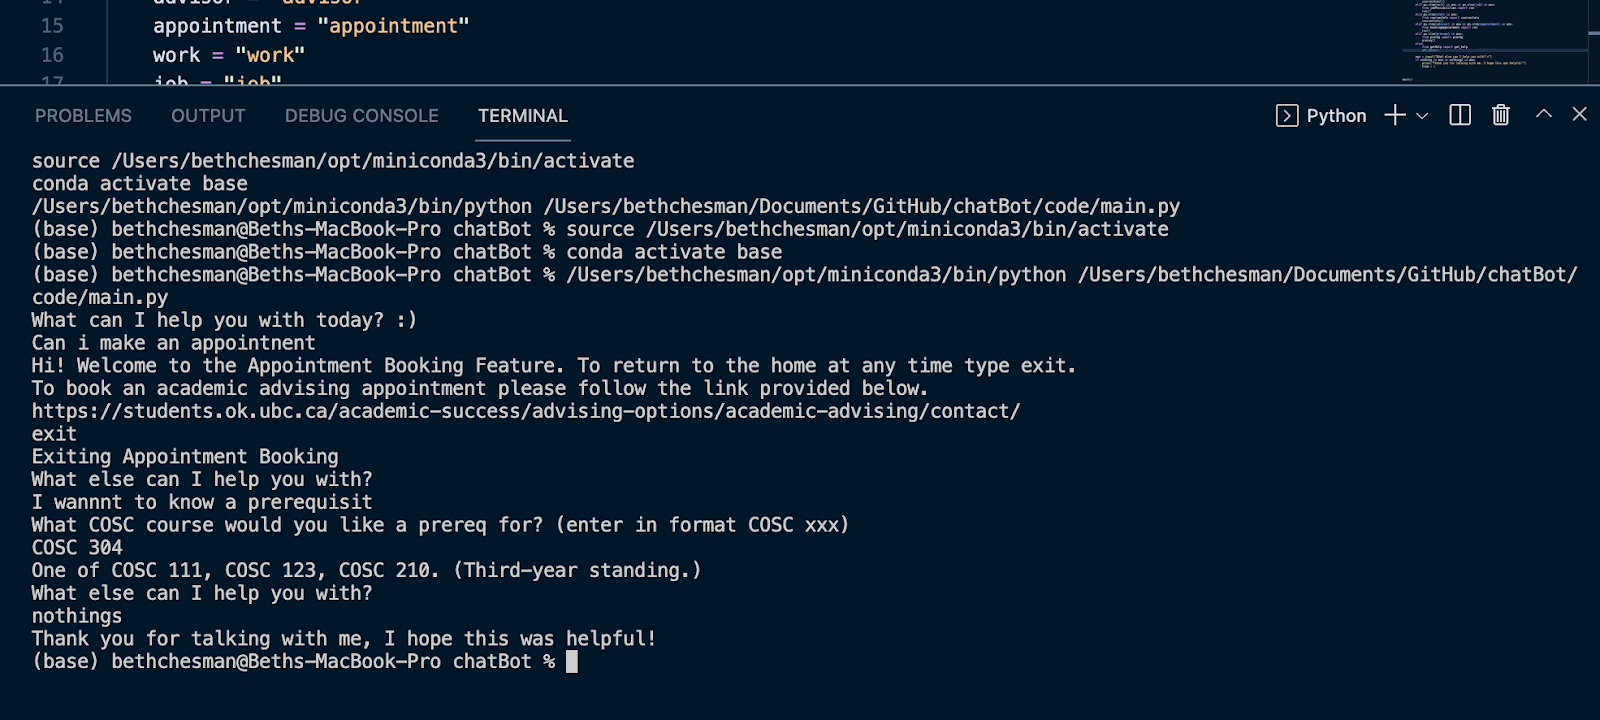 15 appointment = "appointment"
16 work = "work"
PROBLEMS OUTPUT DEBUG CONSOLE TERMINAL Python
source /Users/bethchesman/opt/miniconda3/bin/activate
conda activate base
/Users/bethchesman/opt/miniconda3/bin/python /Users/bethchesman/Documents/GitHub/chatBot/code/main.py
(base) bethchesman@Beths-MacBook-Pro chatBot % source /Users/bethchesman/opt/miniconda3/bin/activate
(base) bethchesman@Beths-MacBook-Pro chatBot % conda activate base
(base) bethchesman@Beths-MacBook-Pro chatBot % /Users/bethchesman/opt/miniconda3/bin/python /Users/bethchesman/Documents/GitHub/chatBot/
code/main.py
What can I help you with today? :)
Can i make an appointnent
Hi! Welcome to the Appointment Booking Feature. To return to the home at any time type exit.
To book an academic advising appointment please follow the link provided below.
https://students.ok.ubc.ca/academic-success/advising-options/academic-advising/contact/
exit
Exiting Appointment Booking
What else can I help you with?
I wannnt to know a prerequisit
What COSC course would you like a prereq for? (enter in format COSC xxx)
COSC 304
One of COSC 111, COSC 123, COSC 210. (Third-year standing.)
What else can I help you with?
nothings
Thank you for talking with me, I hope this was helpful!
(base) bethchesman@Beths-MacBook-Pro chatBot %